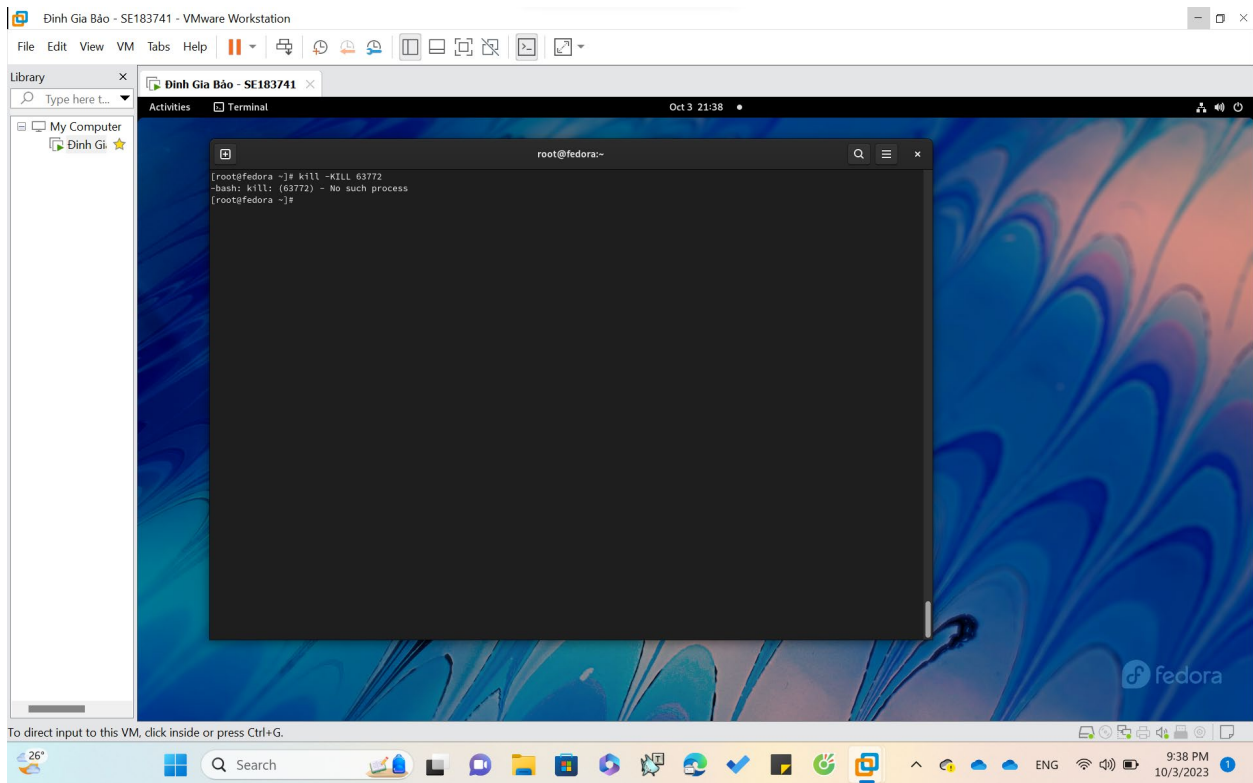 Đinh Gia Bảo - SE183741 - VMware Workstation
File Edit View VM Tabs Help
Library
Type here t...
Đinh Gia Bảo - SE183741
My Computer
Đinh Gi
Activities Terminal Oct 3 21:38
root@fedora:~
[root@fedora ~]# kill -KILL 63772
-bash: kill: (63772) - No such process
[root@fedora ~]#
fedora
To direct input to this VM, click inside or press Ctrl+G.
26°
Search
ENG
9:38 PM
10/3/2023
1